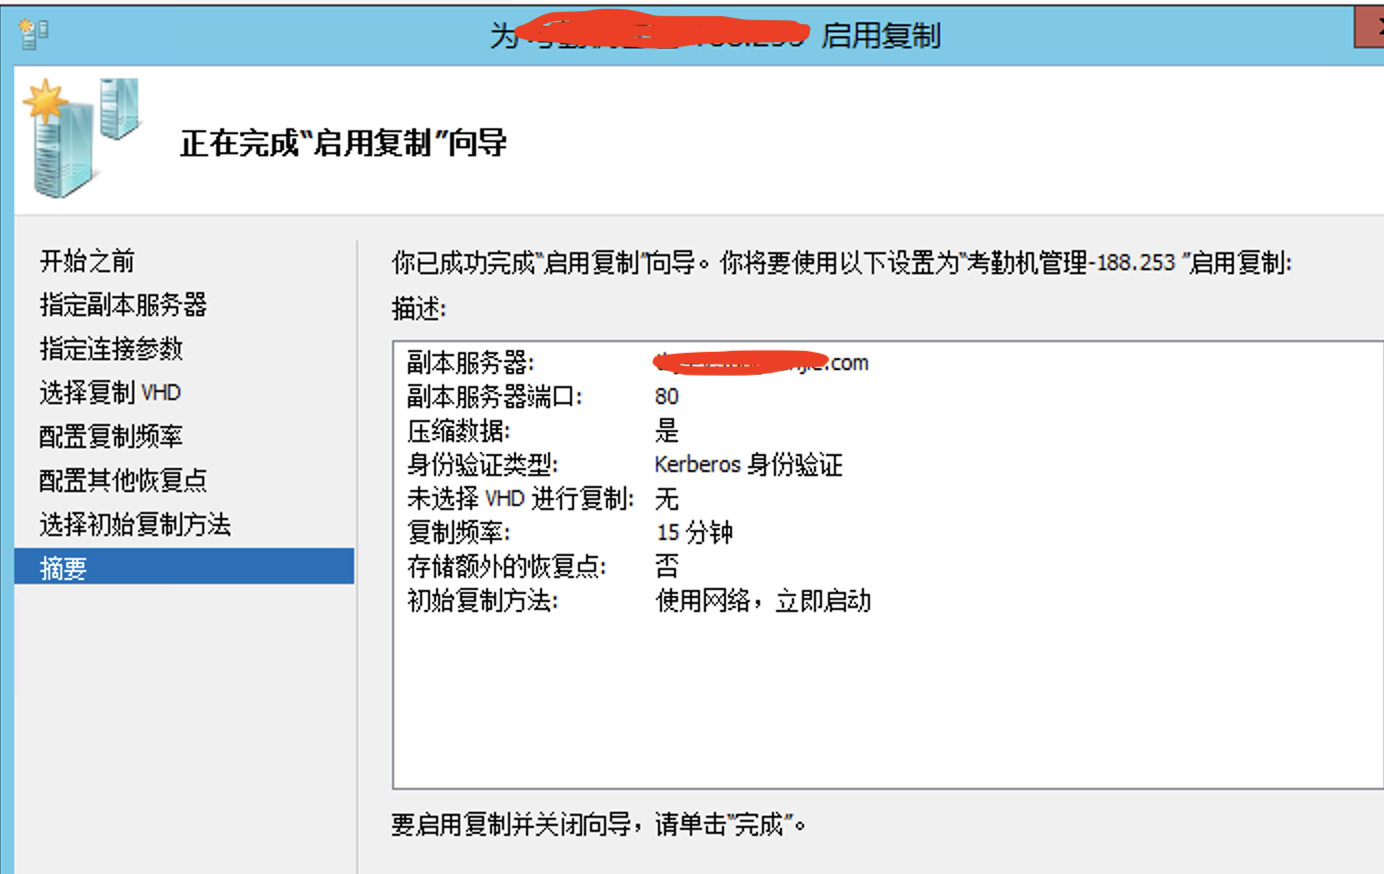 为 启用复制
正在完成“启用复制”向导
开始之前
指定副本服务器
指定连接参数
选择复制 VHD
配置复制频率
配置其他恢复点
选择初始复制方法
摘要
你已成功完成“启用复制”向导。你将要使用以下设置为“考勤机管理-188.253 ”启用复制:
描述:
副本服务器: .com
副本服务器端口: 80
压缩数据: 是
身份验证类型: Kerberos 身份验证
未选择 VHD 进行复制: 无
复制频率: 15 分钟
存储额外的恢复点: 否
初始复制方法: 使用网络，立即启动
要启用复制并关闭向导，请单击“完成”。